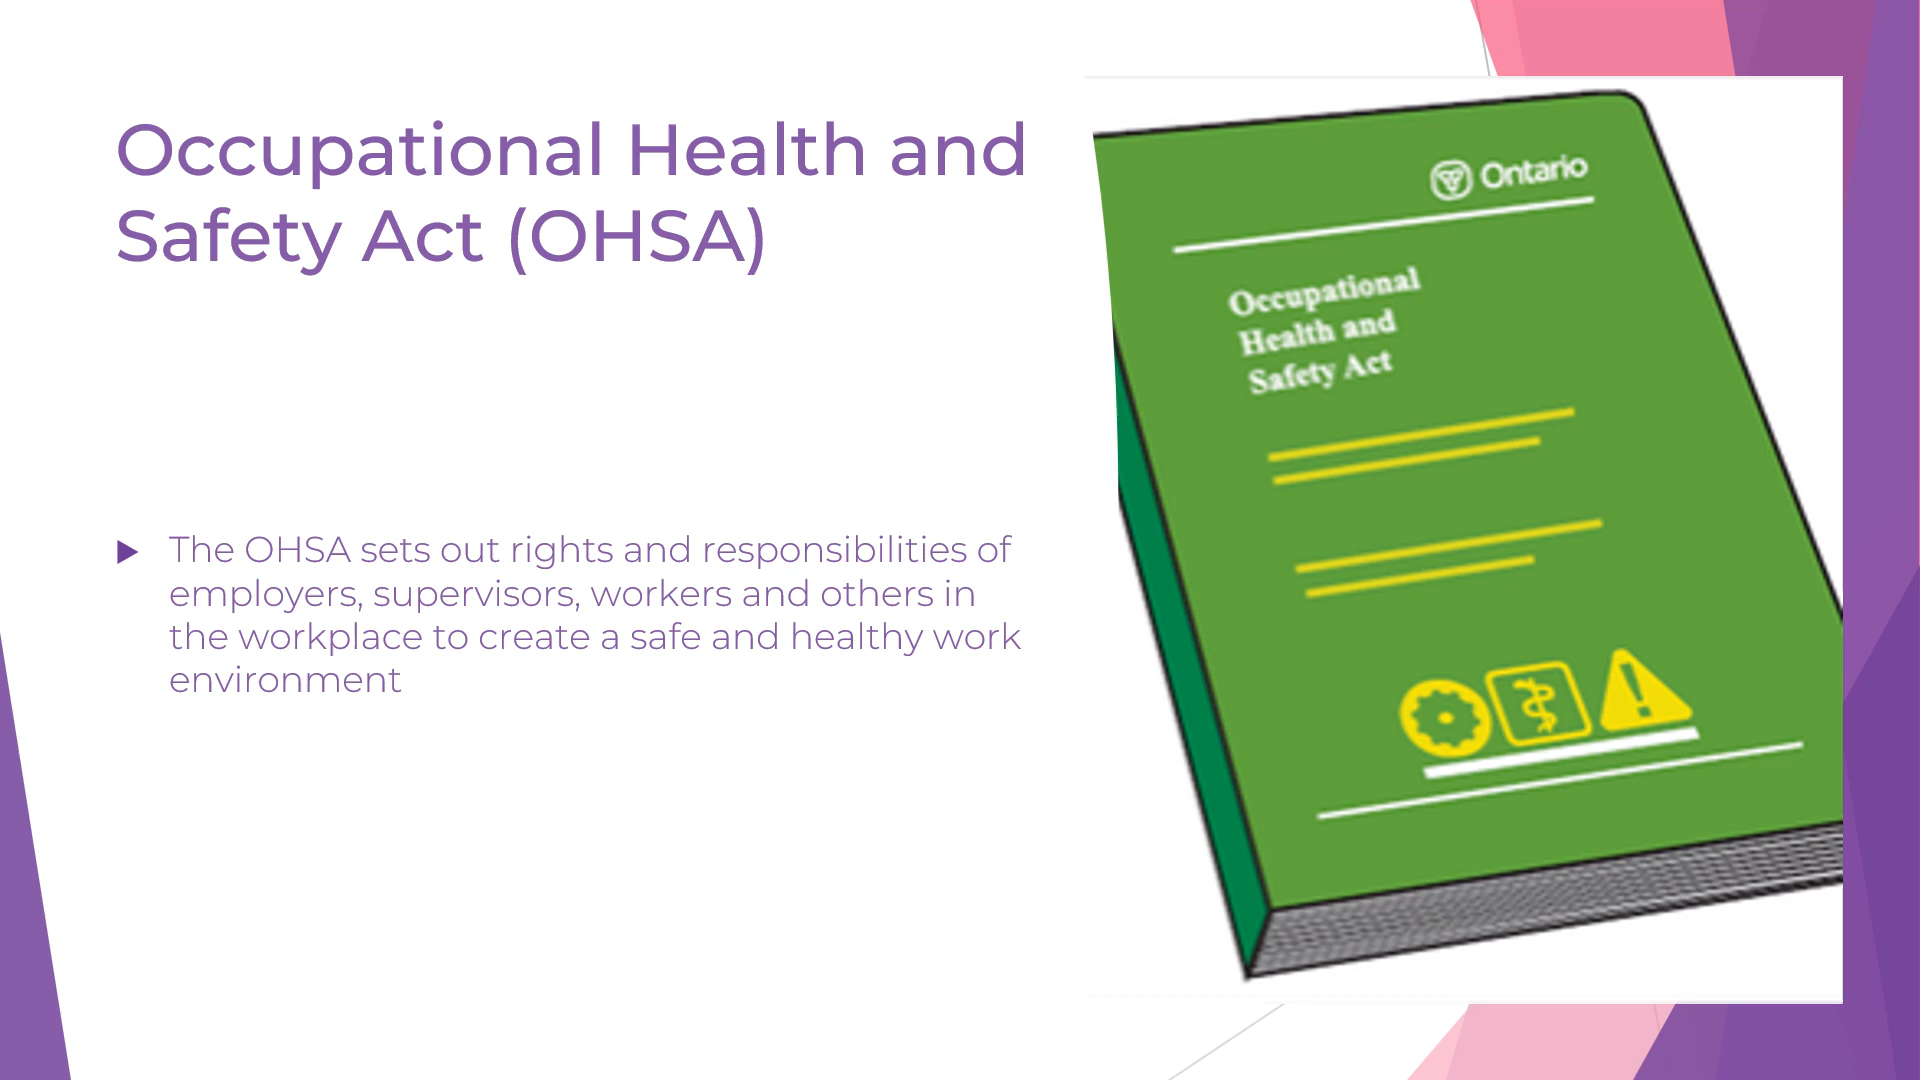 Occupational Health and
Safety Act (OHSA)
The OHSA sets out rights and responsibilities of
employers, supervisors, workers and others in
the workplace to create a safe and healthy work
environment
Ontario
Occupational
Health and
Safety Act